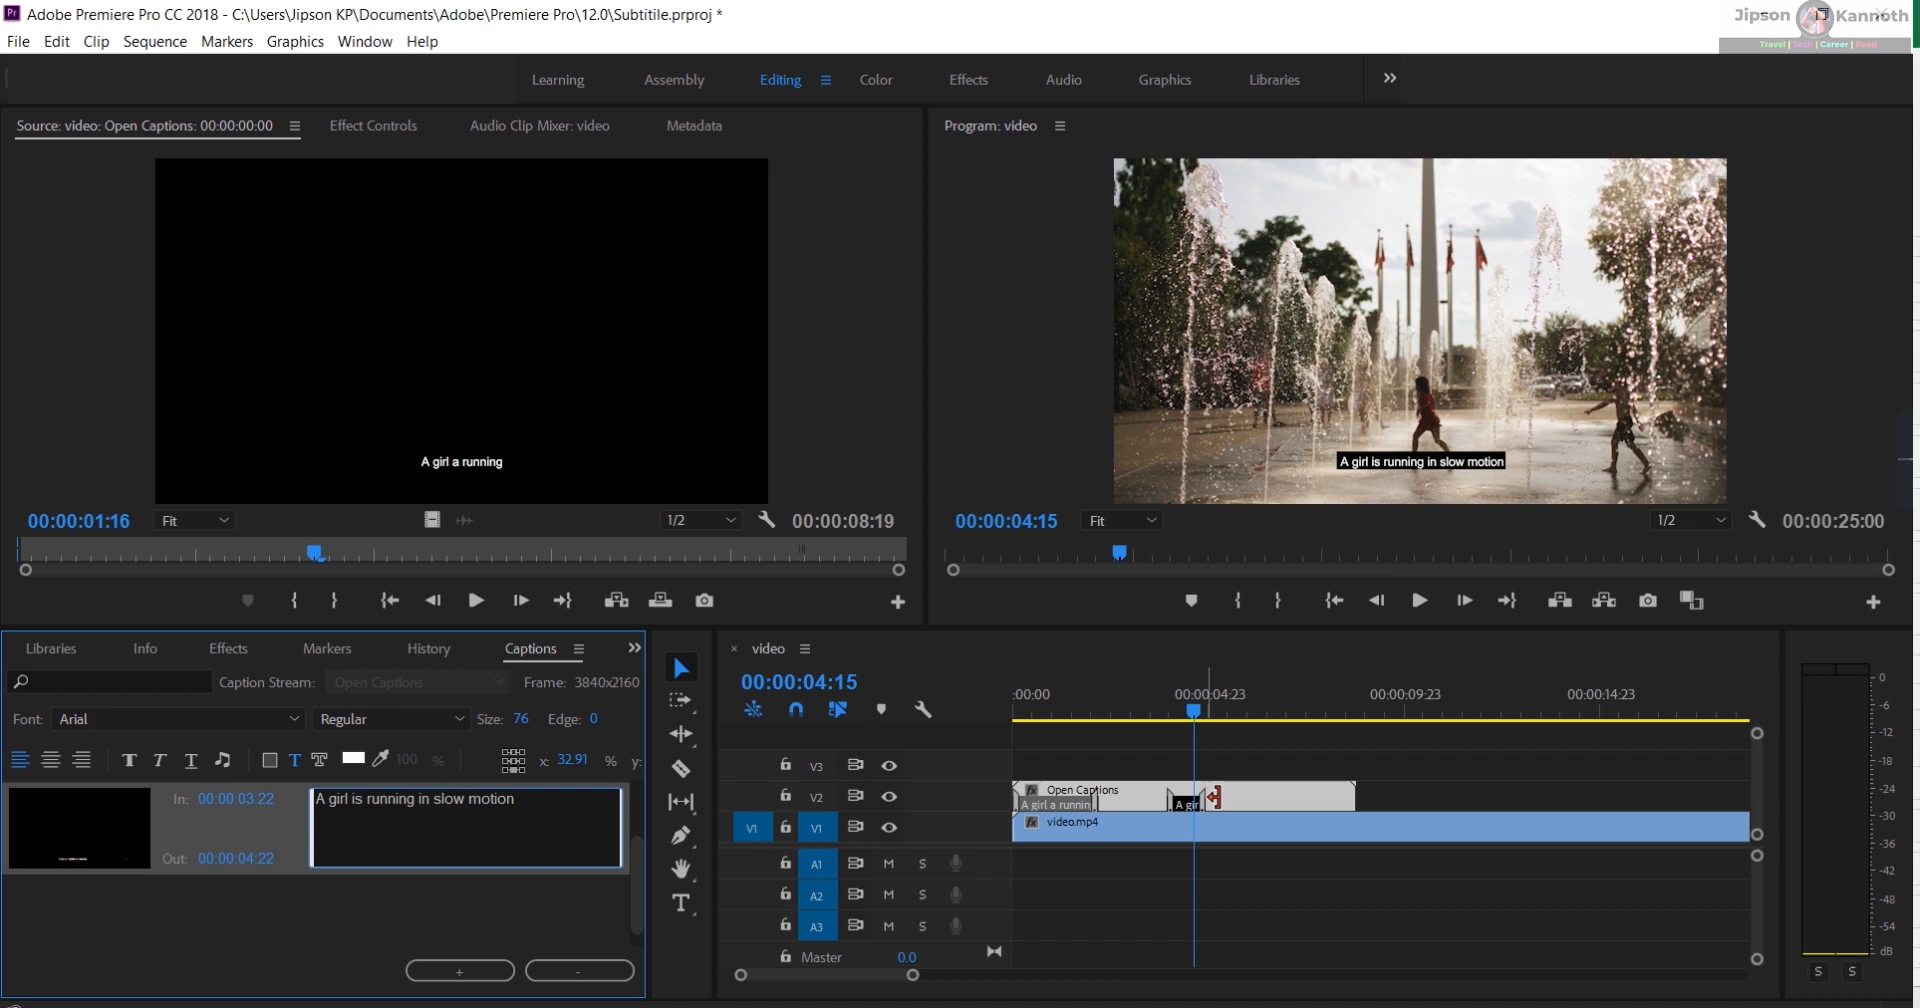 Adobe Premiere Pro CC 2018 - C:\Users\Jipson KP\Documents\Adobe\Premiere Pro\12.0\Subtitile.prproj *
Jipson Kannoth
Travel | Tech | Career | Food
File Edit Clip Sequence Markers Graphics Window Help
Learning Assembly Editing Color Effects Audio Graphics Libraries
Source: video: Open Captions: 00:00:00:00 Effect Controls Audio Clip Mixer: video Metadata
Program: video
A girl a running
A girl is running in slow motion
00:00:01:16 Fit 1/2 00:00:08:19
00:00:04:15 Fit 1/2 00:00:25:00
Libraries Info Effects Markers History Captions
Caption Stream: Open Captions Frame: 3840x2160
Font: Arial Regular Size: 76 Edge: 0
T T T T T 100 % x: 32.91 % y:
In: 00:00:03:22
A girl is running in slow motion
Out: 00:00:04:22
+ -
× video
00:00:04:15
:00:00 00:00:04:23 00:00:09:23 00:00:14:23
V3
V2 fx Open Captions
A girl a runnin A gir
V1 V1 fx video.mp4
A1 M S
A2 M S
A3 M S
Master 0.0
0
-6
-12
-18
-24
-30
-36
-42
-48
-54
dB
S S